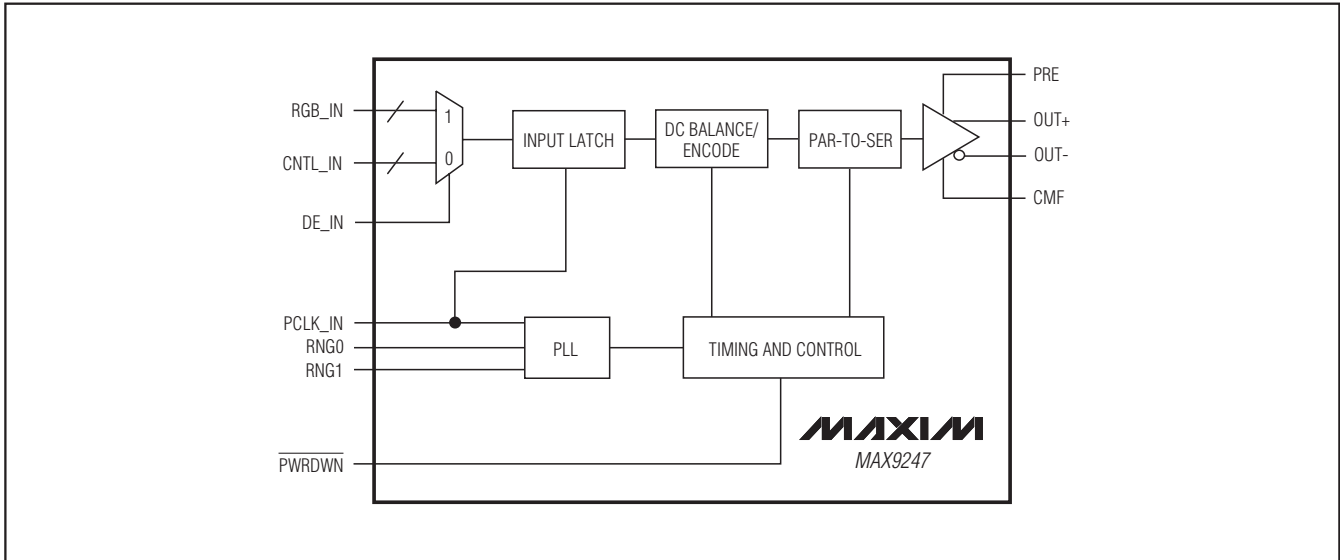 RGB_IN
CNTL_IN
DE_IN
1
0
INPUT LATCH
DC BALANCE/
ENCODE
PAR-TO-SER
PRE
OUT+
OUT-
CMF
PCLK_IN
RNG0
RNG1
PLL
TIMING AND CONTROL
PWRDWN
MAXIM
MAX9247